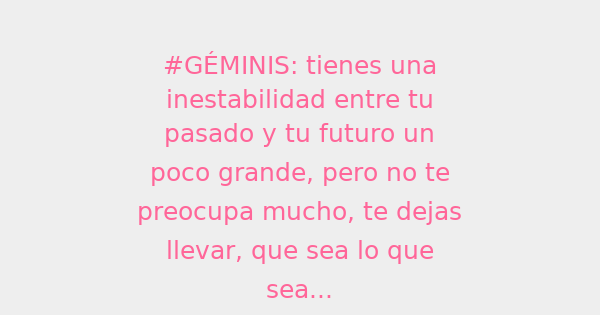 #GÉMINIS: tienes una
inestabilidad entre tu
pasado y tu futuro un
poco grande, pero no te
preocupa mucho, te dejas
llevar, que sea lo que
sea...